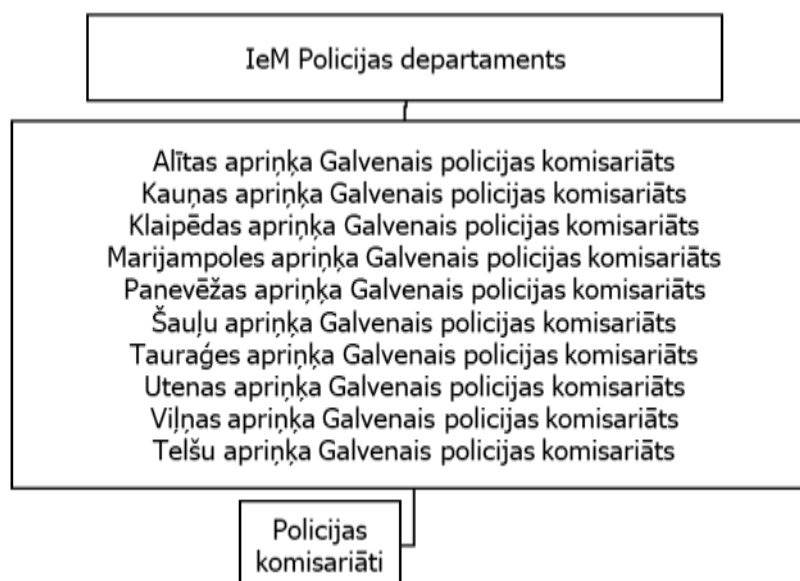 IeM Policijas departaments
Alītas apriņķa Galvenais policijas komisariāts
Kauņas apriņķa Galvenais policijas komisariāts
Klaipēdas apriņķa Galvenais policijas komisariāts
Marijampoles apriņķa Galvenais policijas komisariāts
Panevēžas apriņķa Galvenais policijas komisariāts
Šauļu apriņķa Galvenais policijas komisariāts
Tauraģes apriņķa Galvenais policijas komisariāts
Utenas apriņķa Galvenais policijas komisariāts
Viļņas apriņķa Galvenais policijas komisariāts
Telšu apriņķa Galvenais policijas komisariāts
Policijas
komisariāti